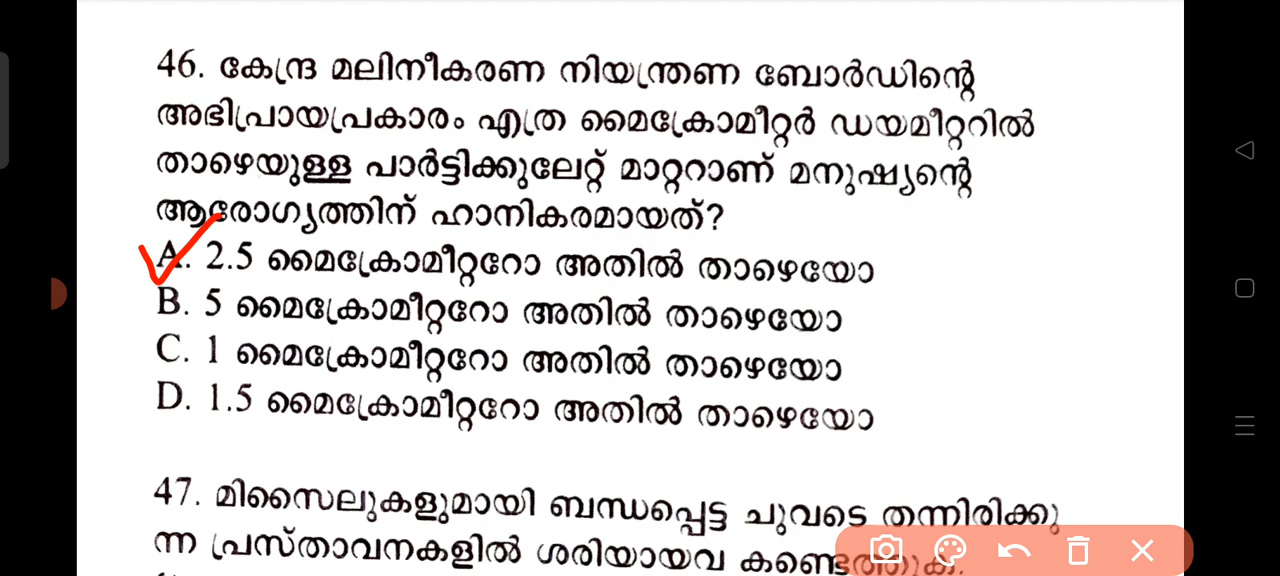 46. കേന്ദ്ര മലിനീകരണ നിയന്ത്രണ ബോർഡിന്റെ
അഭിപ്രായപ്രകാരം എത്ര മൈക്രോമീറ്റർ ഡയമീറ്ററിൽ
താഴെയുള്ള പാർട്ടിക്കുലേറ്റ് മാറ്ററാണ് മനുഷ്യന്റെ
ആരോഗ്യത്തിന് ഹാനികരമായത്?
A. 2.5 മൈക്രോമീറ്ററോ അതിൽ താഴെയോ
B. 5 മൈക്രോമീറ്ററോ അതിൽ താഴെയോ
C. 1 മൈക്രോമീറ്ററോ അതിൽ താഴെയോ
D. 1.5 മൈക്രോമീറ്ററോ അതിൽ താഴെയോ
47. മിസൈലുകളുമായി ബന്ധപ്പെട്ട ചുവടെ തന്നിരിക്കു
ന്ന പ്രസ്താവനകളിൽ ശരിയായവ കണ്ടെത്തുക.